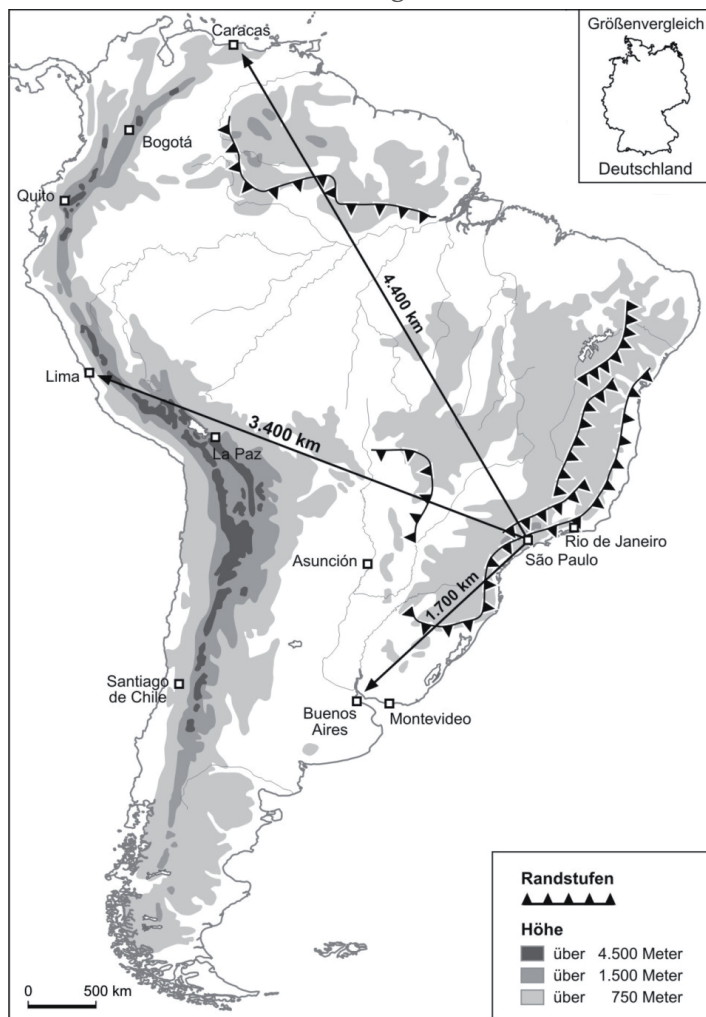 Caracas
Größenvergleich
Deutschland
Bogotá
Quito
4.400 km
Lima
3.400 km
La Paz
Rio de Janeiro
São Paulo
Asunción
1.700 km
Santiago
de Chile
Buenos
Aires
Montevideo
Randstufen
Höhe
über 4.500 Meter
über 1.500 Meter
über 750 Meter
0 500 km